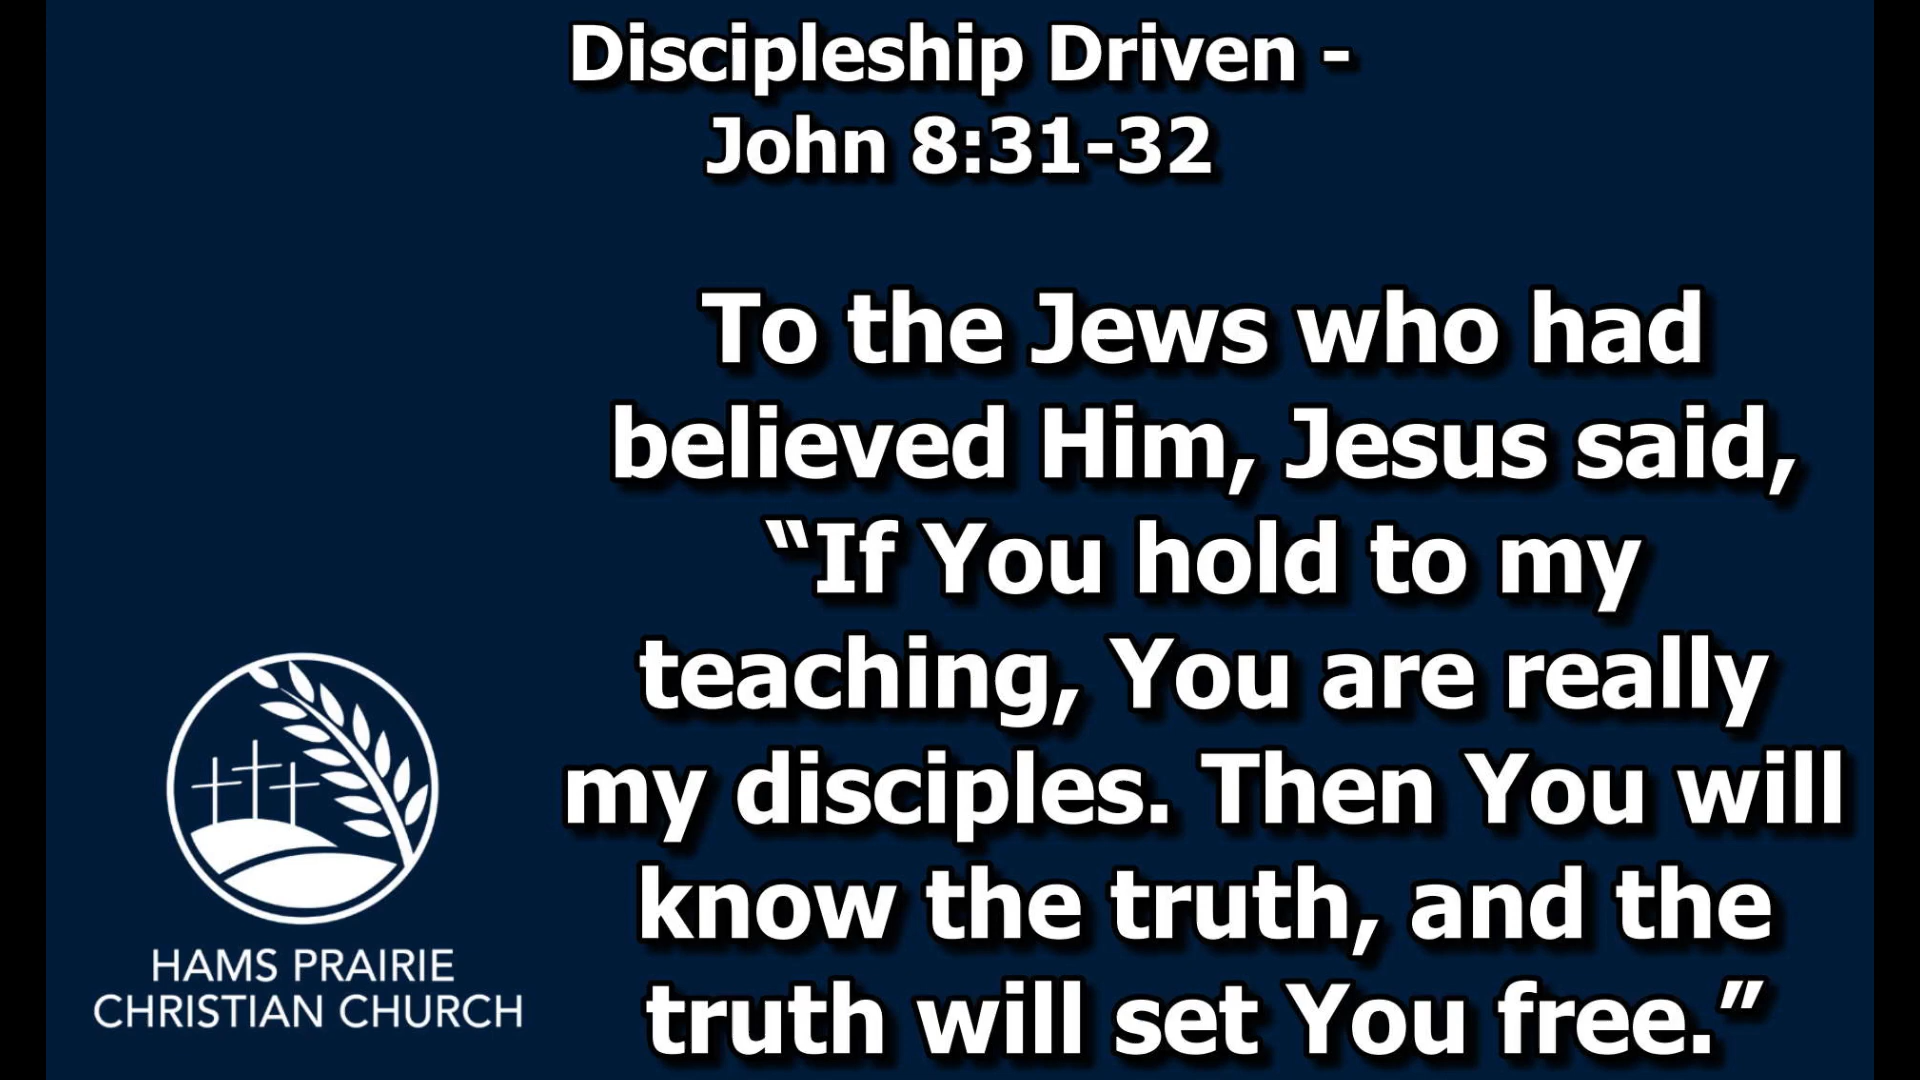 Discipleship Driven -
John 8:31-32
To the Jews who had
believed Him, Jesus said,
“If You hold to my
teaching, You are really
my disciples. Then You will
know the truth, and the
truth will set You free.”
HAMS PRAIRIE
CHRISTIAN CHURCH